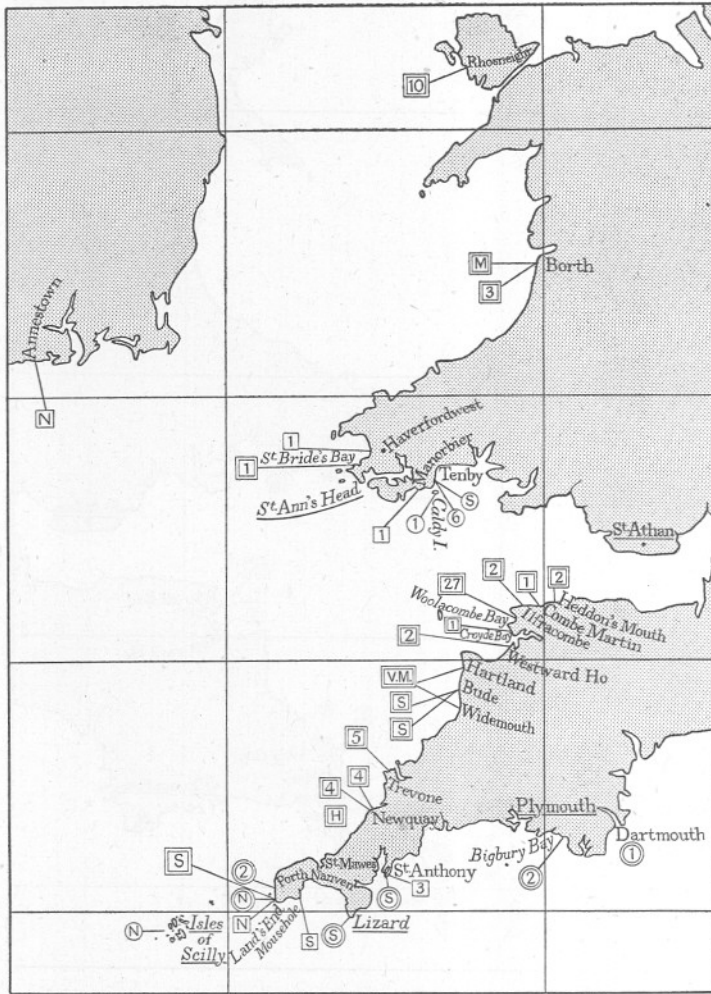 Rhosneigir
10
M
Borth
3
Annestown
N
Haverfordwest
1
St. Bride's Bay
1
Manorbier
Tenby
St. Ann's Head
S
1
6
1
Caldy I.
St Athan
27
2
1
2
Heddon's Mouth
Woolacombe Bay
Combe Martin
Ilfracombe
1
Croyde Bay
2
Westward Ho
V.M.
Hartland
S
Bude
S
Widemouth
5
Trevone
4
4
H
Newquay
Plymouth
Bigbury Bay
Dartmouth
2
1
S
2
St. Mawes
St. Anthony
Porth Nanven
3
S
N
N
N
Isles
of
Scilly
Land's End
Mousehole
S
S
Lizard